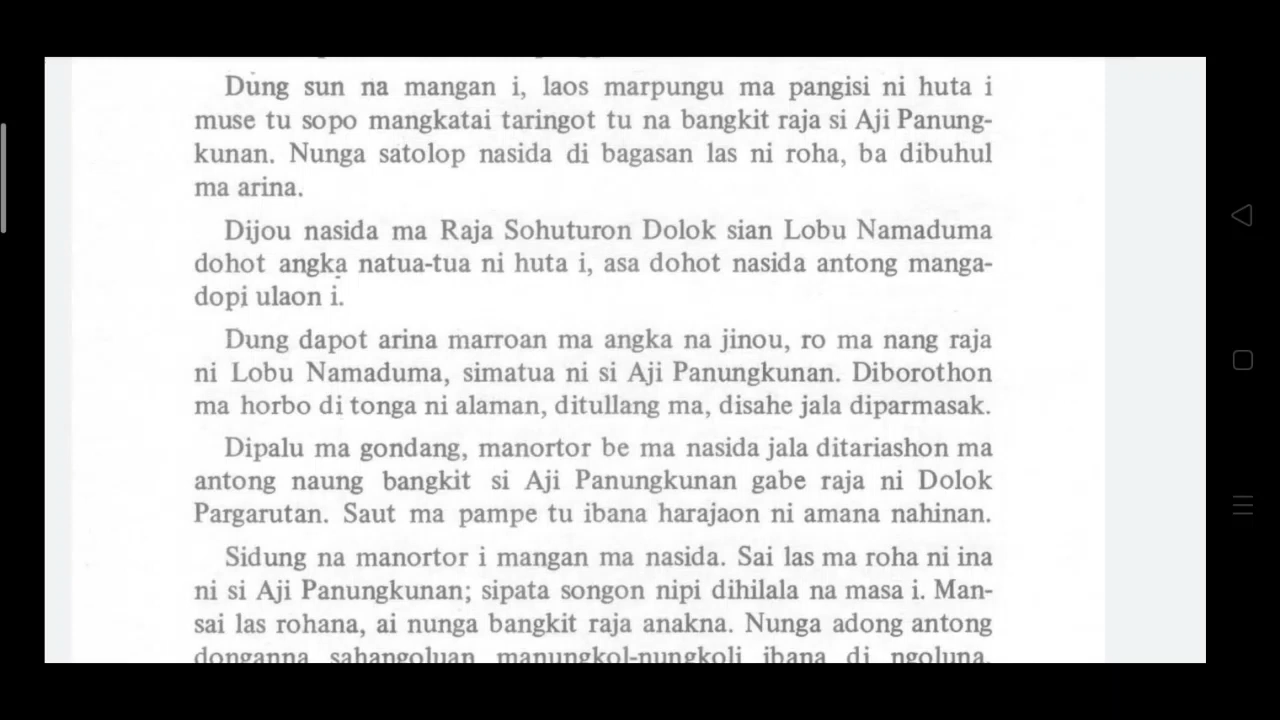 Dung sun na mangan i, laos marpungu ma pangisi ni huta i
muse tu sopo mangkatai taringot tu na bangkit raja si Aji Panung-
kunan. Nunga satolop nasida di bagasan las ni roha, ba dibuhul
ma arina.
Dijou nasida ma Raja Sohuturon Dolok sian Lobu Namaduma
dohot angka natua-tua ni huta i, asa dohot nasida antong manga-
dopi ulaon i.
Dung dapot arina marroan ma angka na jinou, ro ma nang raja
ni Lobu Namaduma, simatua ni si Aji Panungkunan. Diborothon
ma horbo di tonga ni alaman, ditullang ma, disahe jala diparmasak.
Dipalu ma gondang, manortor be ma nasida jala ditariashon ma
antong naung bangkit si Aji Panungkunan gabe raja ni Dolok
Pargarutan. Saut ma pampe tu ibana harajaon ni amana nahinan.
Sidung na manortor i mangan ma nasida. Sai las ma roha ni ina
ni si Aji Panungkunan; sipata songon nipi dihilala na masa i. Man-
sai las rohana, ai nunga bangkit raja anakna. Nunga adong antong
donganna sahangoluan manungkol-nungkoli ibana di ngoluna.